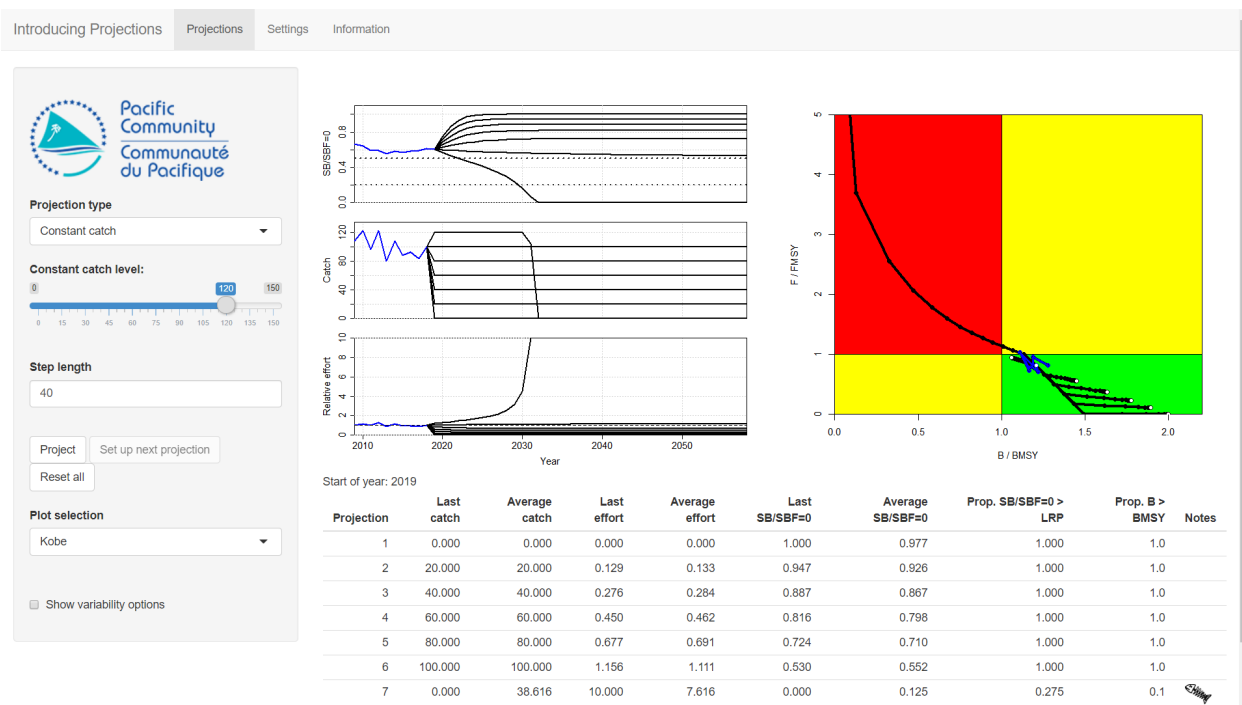 Introducing Projections Projections Settings Information
Pacific
Community
Communauté
du Pacifique
Projection type
Constant catch
Constant catch level:
0 120 150
0 15 30 45 60 75 90 105 120 135 150
Step length
40
Project Set up next projection
Reset all
Plot selection
Kobe
Show variability options
SB/SBF=0
0.0 0.4 0.8
Catch
0 40 80 120
Relative effort
0 2 4 6 8 10
2010 2020 2030 2040 2050
Year
F / FMSY
0 1 2 3 4 5
0.0 0.5 1.0 1.5 2.0
B / BMSY
Start of year: 2019
Projection Last catch Average catch Last effort Average effort Last SB/SBF=0 Average SB/SBF=0 Prop. SB/SBF=0 > LRP Prop. B > BMSY Notes
1 0.000 0.000 0.000 0.000 1.000 0.977 1.000 1.0
2 20.000 20.000 0.129 0.133 0.947 0.926 1.000 1.0
3 40.000 40.000 0.276 0.284 0.887 0.867 1.000 1.0
4 60.000 60.000 0.450 0.462 0.816 0.798 1.000 1.0
5 80.000 80.000 0.677 0.691 0.724 0.710 1.000 1.0
6 100.000 100.000 1.156 1.111 0.530 0.552 1.000 1.0
7 0.000 38.616 10.000 7.616 0.000 0.125 0.275 0.1